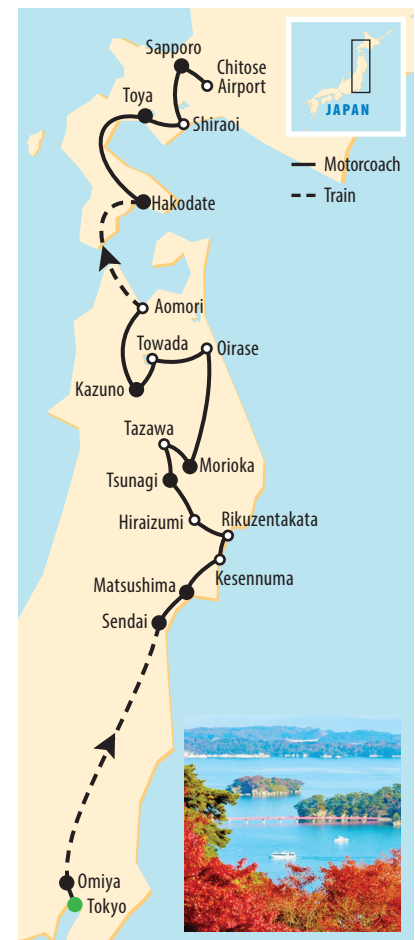 Sapporo
Chitose
Airport
Toya
Shiraoi
JAPAN
Motorcoach
Train
Hakodate
Aomori
Towada
Oirase
Kazuno
Tazawa
Morioka
Tsunagi
Hiraizumi
Rikuzentakata
Kesennuma
Matsushima
Sendai
Omiya
Tokyo